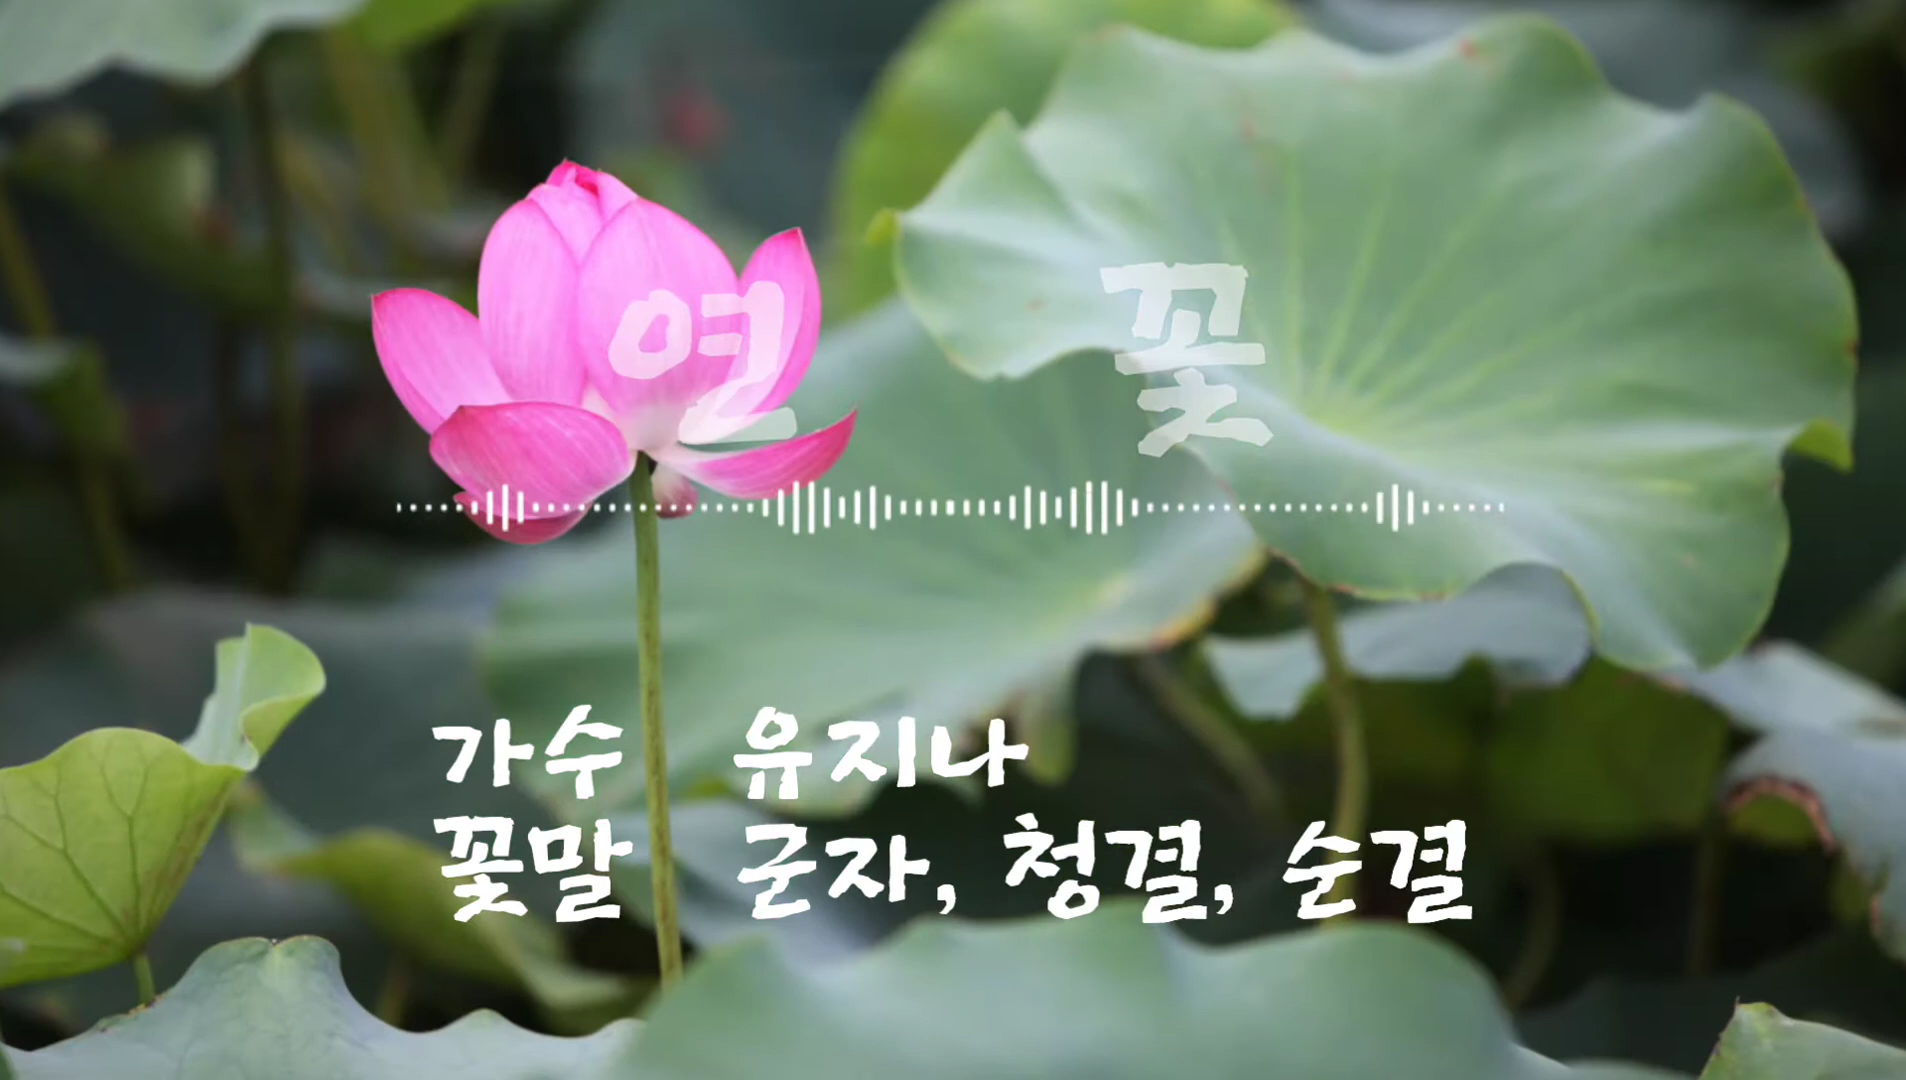 연 꽃
가수 유지나
꽃말 군자, 청결, 순결